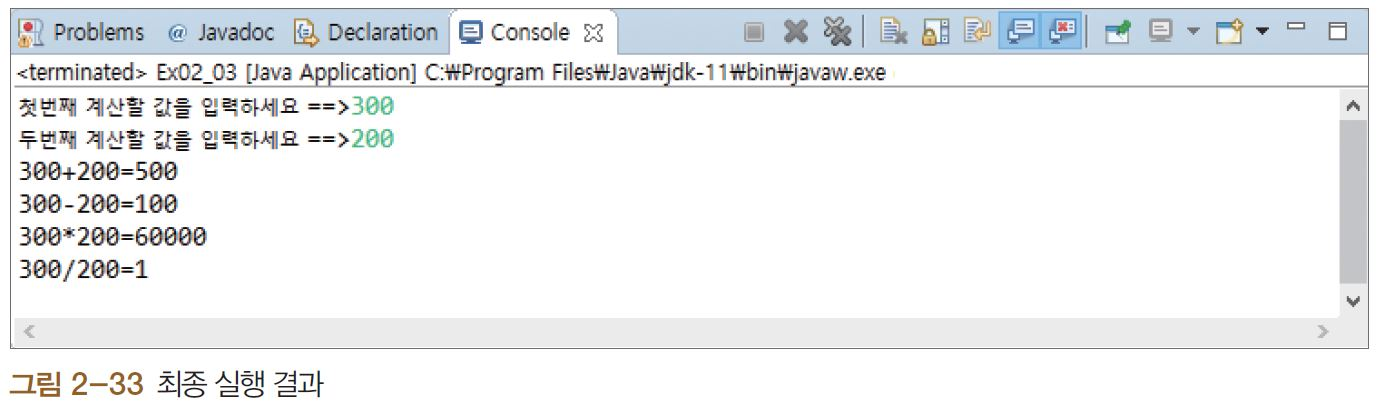 Problems @ Javadoc Declaration Console
<terminated> Ex02_03 [Java Application] C:₩Program Files₩Java₩jdk-11₩bin₩javaw.exe
첫번째 계산할 값을 입력하세요 ==>300
두번째 계산할 값을 입력하세요 ==>200
300+200=500
300-200=100
300*200=60000
300/200=1
그림 2-33 최종 실행 결과